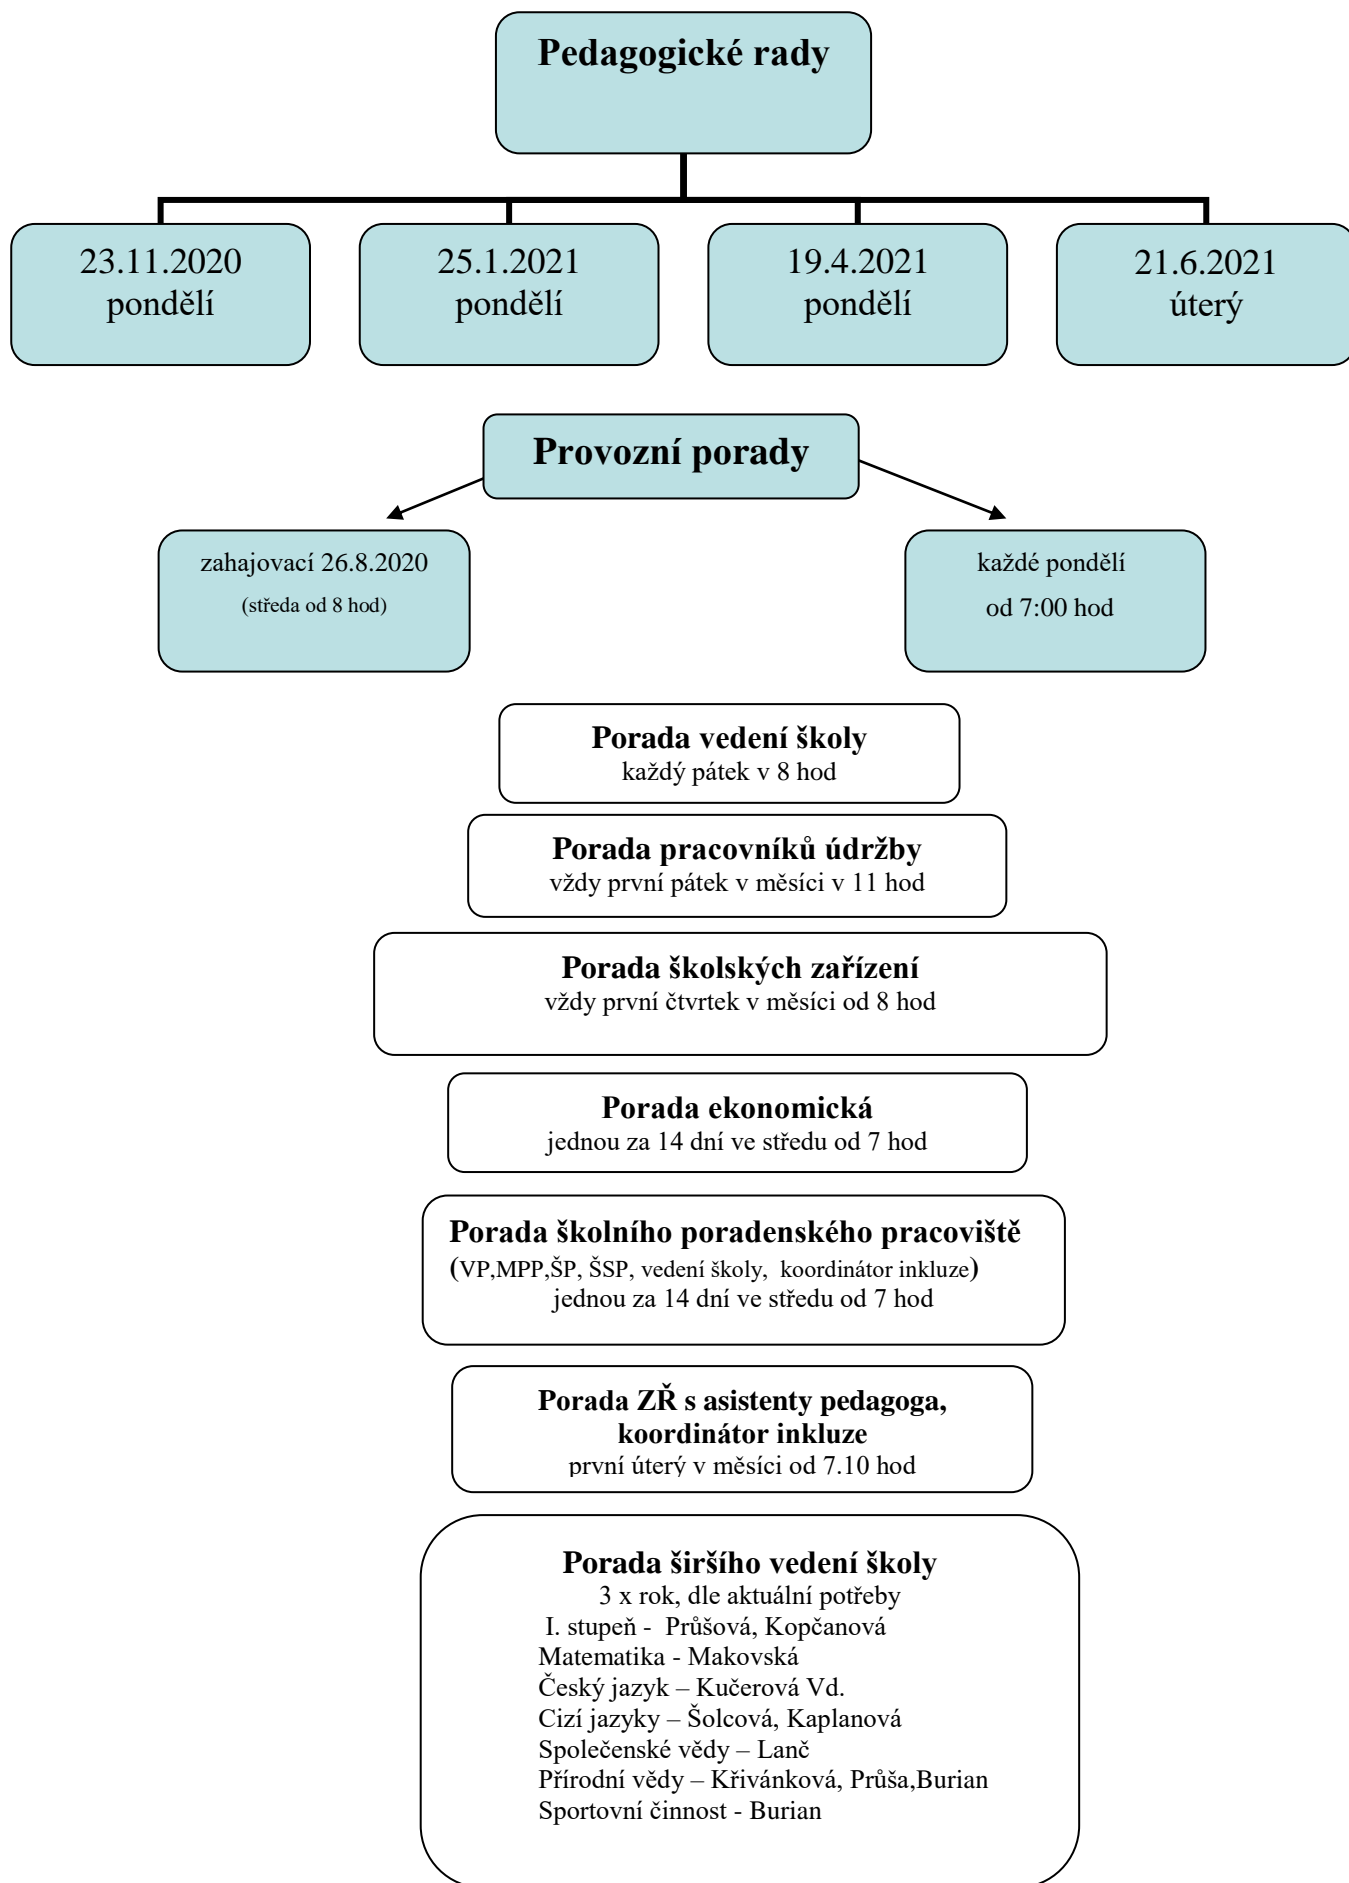 Pedagogické rady
23.11.2020
pondělí
25.1.2021
pondělí
19.4.2021
pondělí
21.6.2021
úterý
Provozní porady
zahajovací 26.8.2020
(středa od 8 hod)
každé pondělí
od 7:00 hod
Porada vedení školy
každý pátek v 8 hod
Porada pracovníků údržby
vždy první pátek v měsíci v 11 hod
Porada školských zařízení
vždy první čtvrtek v měsíci od 8 hod
Porada ekonomická
jednou za 14 dní ve středu od 7 hod
Porada školního poradenského pracoviště
(VP,MPP,ŠP, ŠSP, vedení školy,  koordinátor inkluze)
jednou za 14 dní ve středu od 7 hod
Porada ZŘ s asistenty pedagoga,
koordinátor inkluze
první úterý v měsíci od 7.10 hod
Porada širšího vedení školy
3 x rok, dle aktuální potřeby
I. stupeň -  Průšová, Kopčanová
Matematika - Makovská
Český jazyk – Kučerová Vd.
Cizí jazyky – Šolcová, Kaplanová
Společenské vědy – Lanč
Přírodní vědy – Křivánková, Průša,Burian
Sportovní činnost - Burian